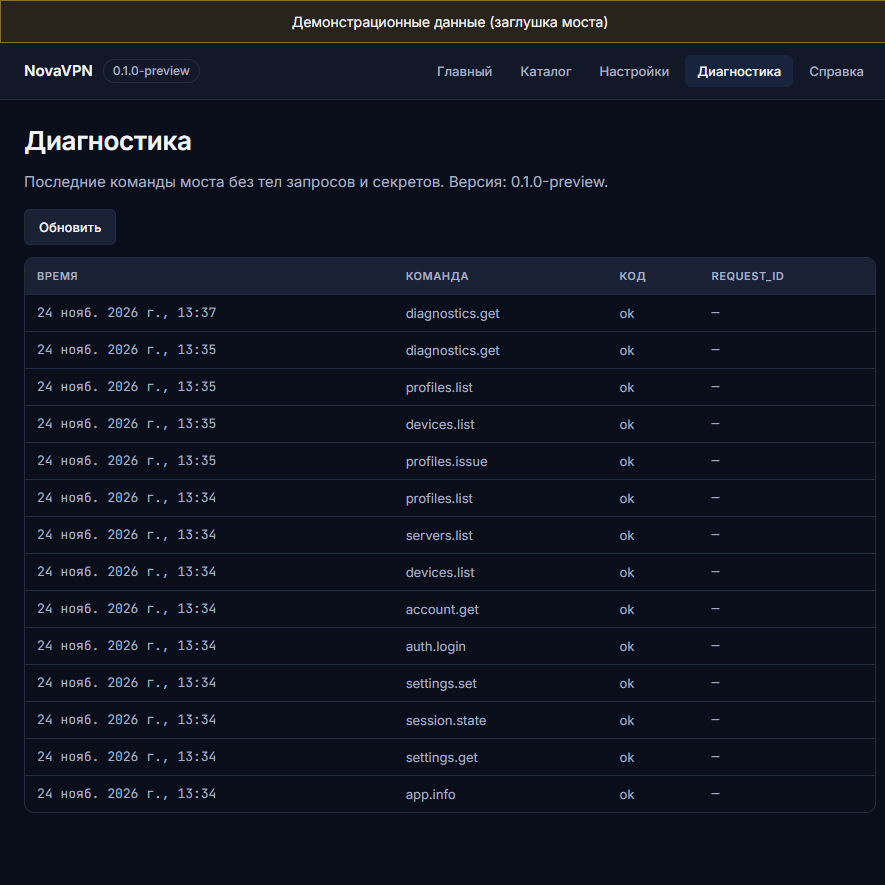 Демонстрационные данные (заглушка моста)
NovaVPN 0.1.0-preview Главный Каталог Настройки Диагностика Справка
Диагностика
Последние команды моста без тел запросов и секретов. Версия: 0.1.0-preview.
Обновить
ВРЕМЯ КОМАНДА КОД REQUEST_ID
24 нояб. 2026 г., 13:37 diagnostics.get ok —
24 нояб. 2026 г., 13:35 diagnostics.get ok —
24 нояб. 2026 г., 13:35 profiles.list ok —
24 нояб. 2026 г., 13:35 devices.list ok —
24 нояб. 2026 г., 13:35 profiles.issue ok —
24 нояб. 2026 г., 13:34 profiles.list ok —
24 нояб. 2026 г., 13:34 servers.list ok —
24 нояб. 2026 г., 13:34 devices.list ok —
24 нояб. 2026 г., 13:34 account.get ok —
24 нояб. 2026 г., 13:34 auth.login ok —
24 нояб. 2026 г., 13:34 settings.set ok —
24 нояб. 2026 г., 13:34 session.state ok —
24 нояб. 2026 г., 13:34 settings.get ok —
24 нояб. 2026 г., 13:34 app.info ok —